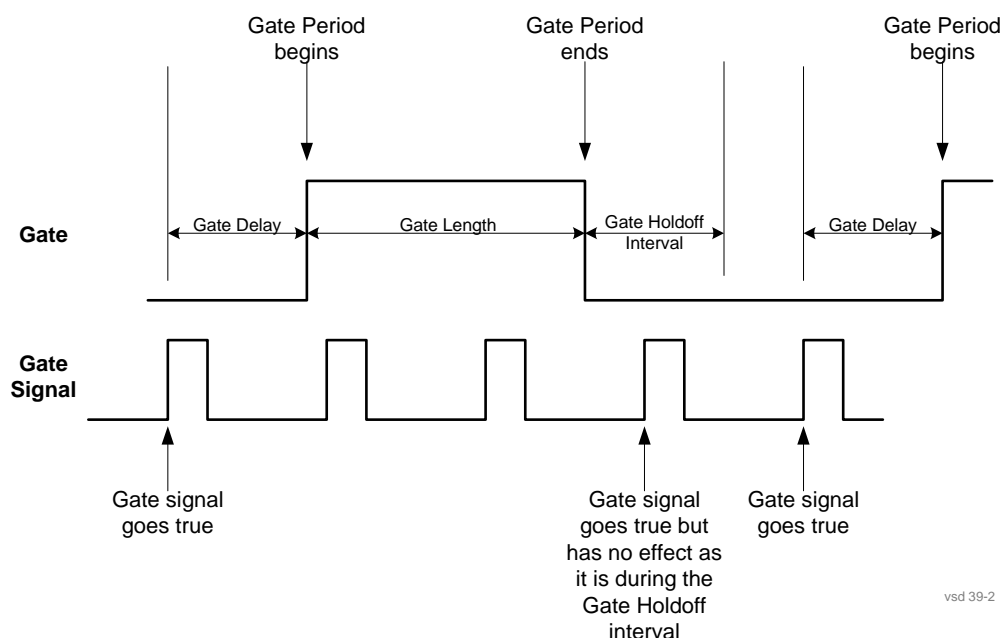 Gate Period
begins
Gate Period
ends
Gate Period
begins
Gate
Gate Delay
Gate Length
Gate Holdoff
Interval
Gate Delay
Gate
Signal
Gate signal
goes true
Gate signal
goes true but
has no effect as
it is during the
Gate Holdoff
interval
Gate signal
goes true
vsd 39-2